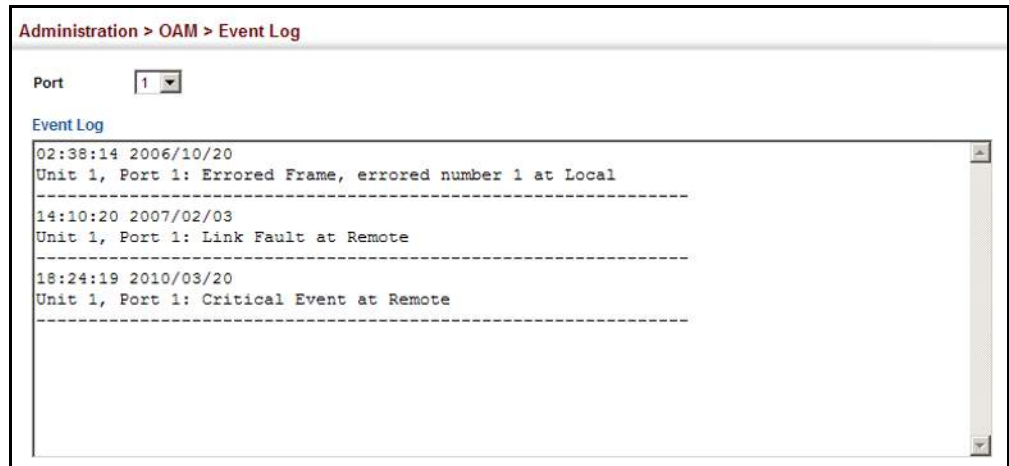 Administration > OAM > Event Log
Port 1
Event Log
02:38:14 2006/10/20
Unit 1, Port 1: Errored Frame, errored number 1 at Local
---------------------------------------------------------------
14:10:20 2007/02/03
Unit 1, Port 1: Link Fault at Remote
---------------------------------------------------------------
18:24:19 2010/03/20
Unit 1, Port 1: Critical Event at Remote
---------------------------------------------------------------